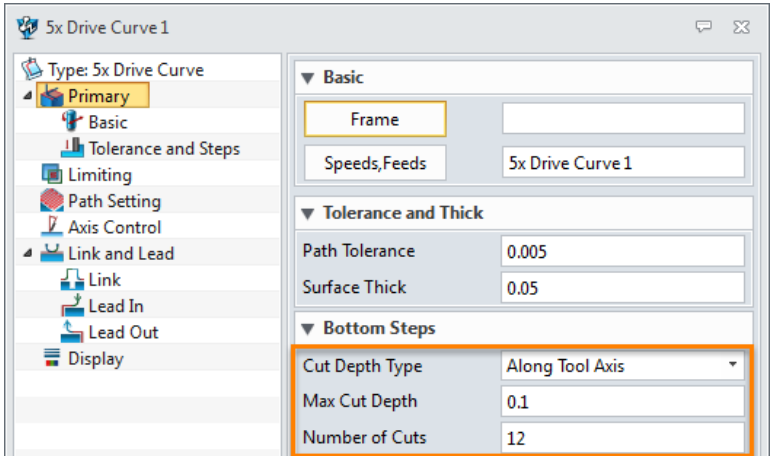 5x Drive Curve 1
Type: 5x Drive Curve
Primary
Basic
Tolerance and Steps
Limiting
Path Setting
Axis Control
Link and Lead
Link
Lead In
Lead Out
Display
Basic
Frame
Speeds,Feeds 5x Drive Curve 1
Tolerance and Thick
Path Tolerance 0.005
Surface Thick 0.05
Bottom Steps
Cut Depth Type Along Tool Axis
Max Cut Depth 0.1
Number of Cuts 12